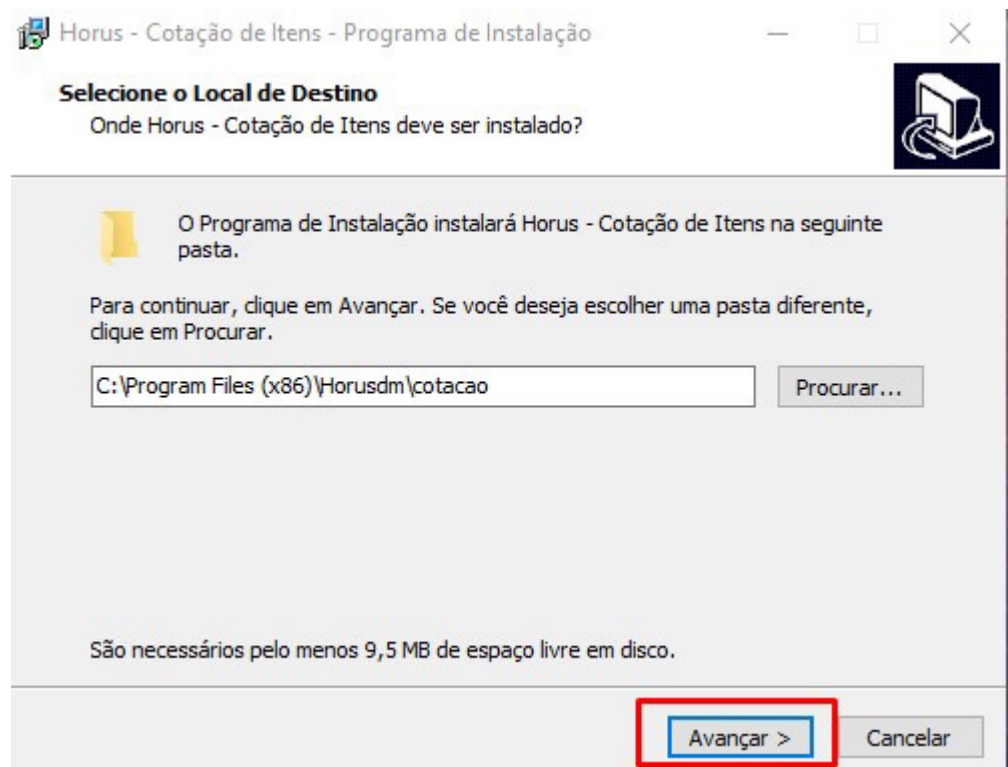 Horus - Cotação de Itens - Programa de Instalação
Selecione o Local de Destino
Onde Horus - Cotação de Itens deve ser instalado?
O Programa de Instalação instalará Horus - Cotação de Itens na seguinte
pasta.
Para continuar, clique em Avançar. Se você deseja escolher uma pasta diferente,
clique em Procurar.
C:\Program Files (x86)\Horusdm\cotacao
Procurar...
São necessários pelo menos 9,5 MB de espaço livre em disco.
Avançar >
Cancelar